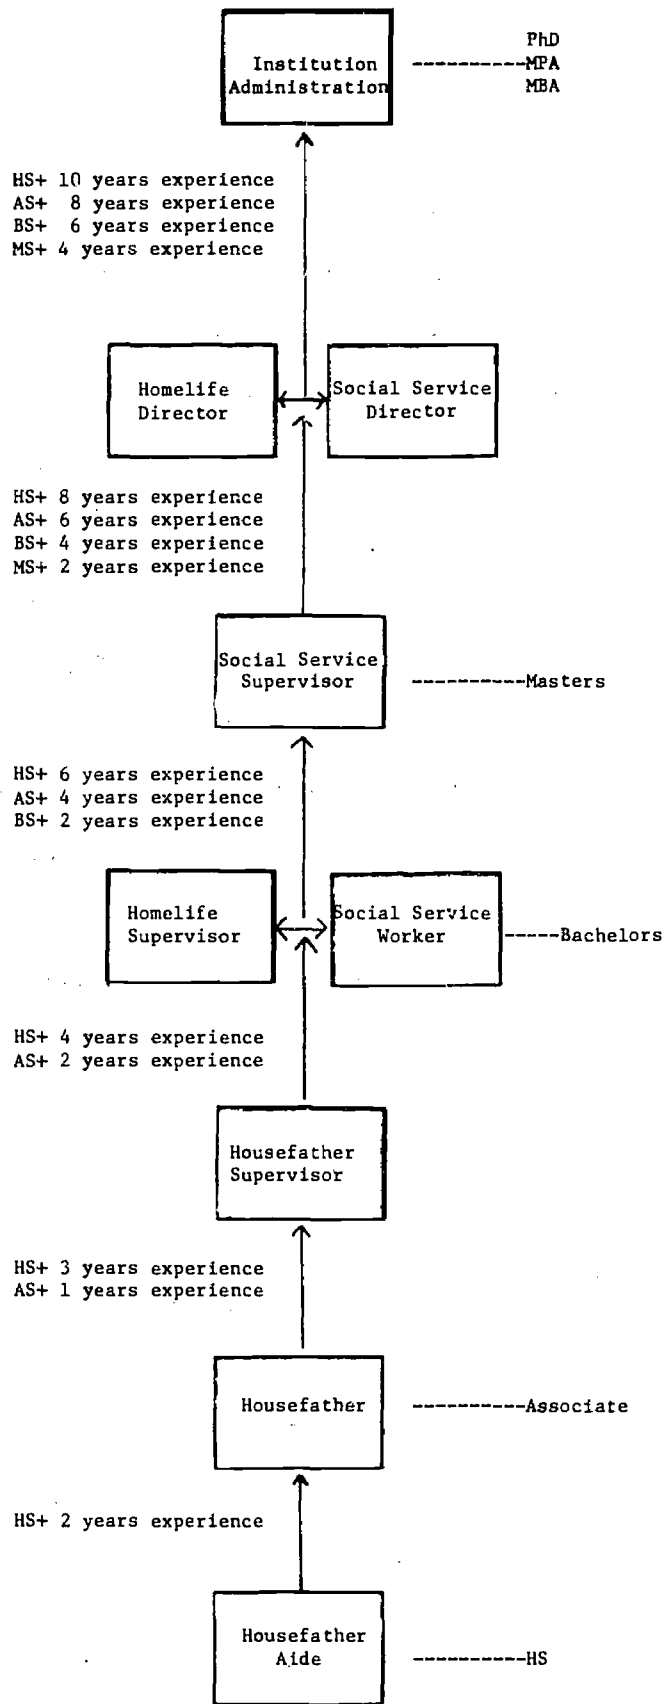 Institution
Administration
PhD
----------MPA
MBA
HS+ 10 years experience
AS+ 8 years experience
BS+ 6 years experience
MS+ 4 years experience
Homelife
Director
Social Service
Director
HS+ 8 years experience
AS+ 6 years experience
BS+ 4 years experience
MS+ 2 years experience
Social Service
Supervisor
----------Masters
HS+ 6 years experience
AS+ 4 years experience
BS+ 2 years experience
Homelife
Supervisor
Social Service
Worker
-----Bachelors
HS+ 4 years experience
AS+ 2 years experience
Housefather
Supervisor
HS+ 3 years experience
AS+ 1 years experience
Housefather
----------Associate
HS+ 2 years experience
Housefather
Aide
----------HS